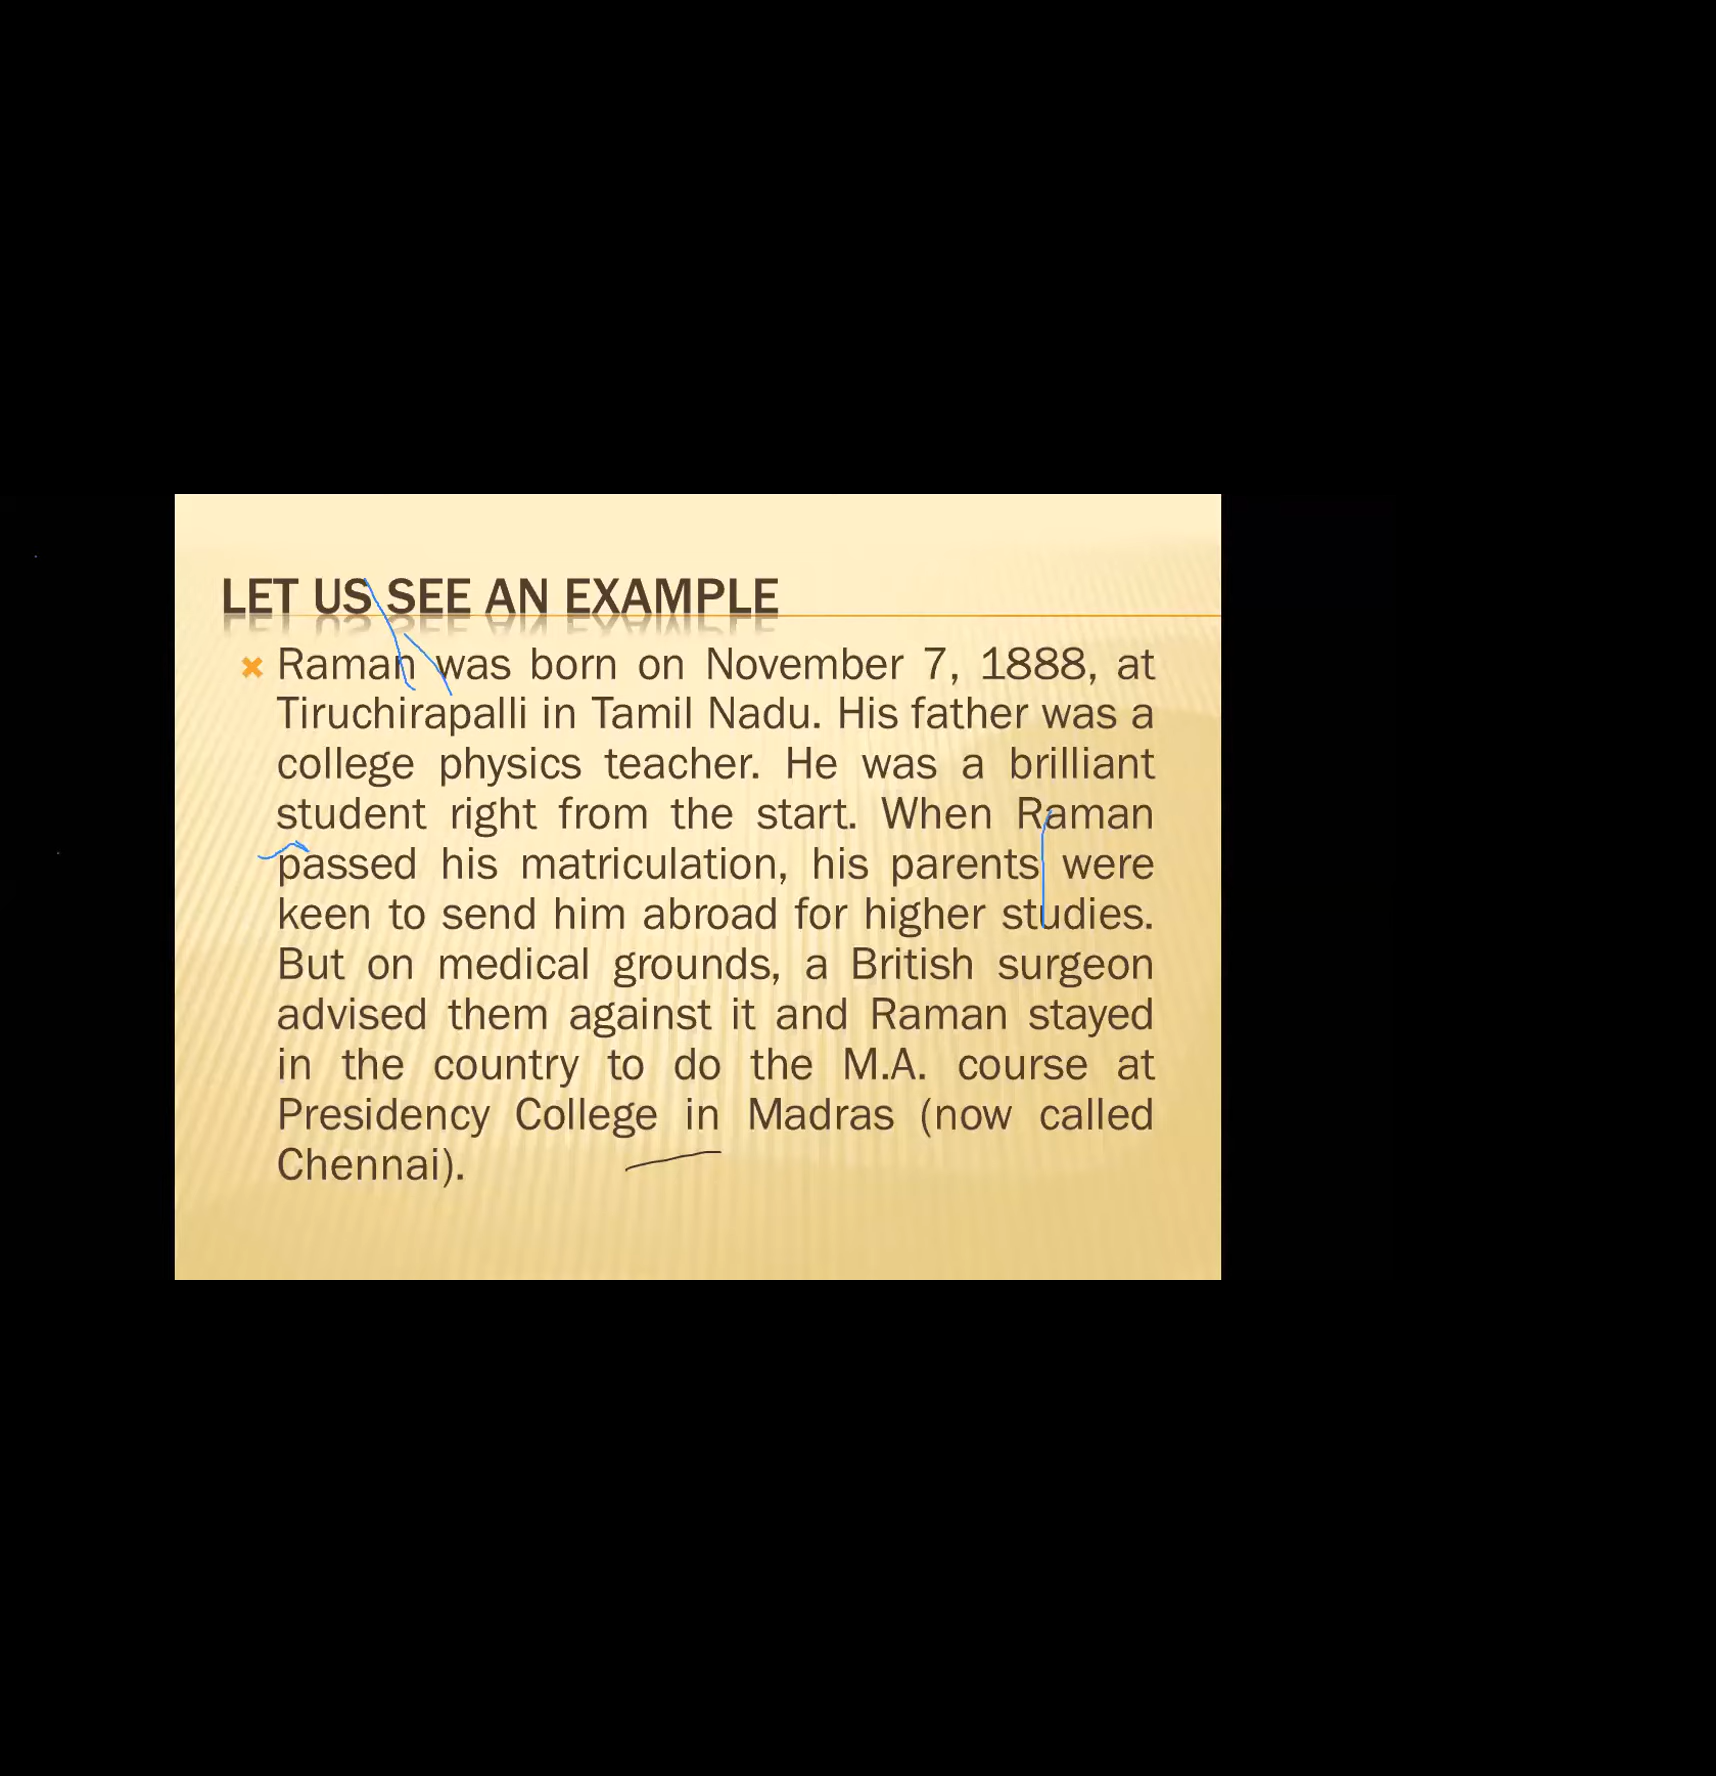 LET US SEE AN EXAMPLE
Raman was born on November 7, 1888, at
Tiruchirapalli in Tamil Nadu. His father was a
college physics teacher. He was a brilliant
student right from the start. When Raman
passed his matriculation, his parents were
keen to send him abroad for higher studies.
But on medical grounds, a British surgeon
advised them against it and Raman stayed
in the country to do the M.A. course at
Presidency College in Madras (now called
Chennai).